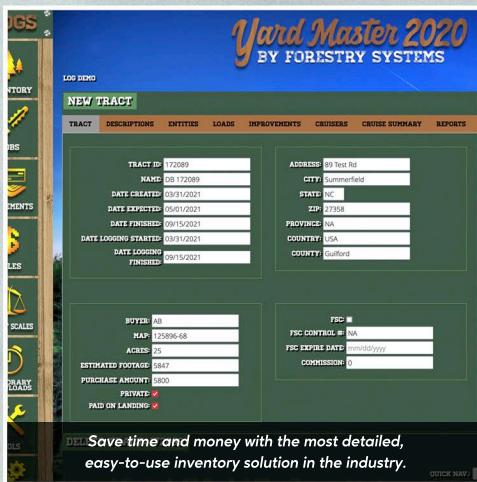 Yard Master 2020
BY FORESTRY SYSTEMS
LOG DEMO
NEW TRACT
TRACT DESCRIPTIONS ENTITIES LOADS IMPROVEMENTS CRUISERS CRUISE SUMMARY REPORTS
TRACT ID: 172089
NAME: DB 172089
DATE CREATED: 03/31/2021
DATE EXPECTED: 05/01/2021
DATE FINISHED: 09/15/2021
DATE LOGGING STARTED: 03/31/2021
DATE LOGGING
FINISHED: 09/15/2021
ADDRESS: 89 Test Rd
CITY: Summerfield
STATE: NC
ZIP: 27358
PROVINCE: NA
COUNTRY: USA
COUNTY: Guilford
BUYER: AB
MAP: 125896-68
ACRES: 25
ESTIMATED FOOTAGE: 5847
PURCHASE AMOUNT: 5800
PRIVATE:
PAID ON LANDING:
FSC:
FSC CONTROL #: NA
FSC EXPIRE DATE: mm/dd/yyyy
COMMISSION: 0
Save time and money with the most detailed,
easy-to-use inventory solution in the industry.
QUICK NAV: